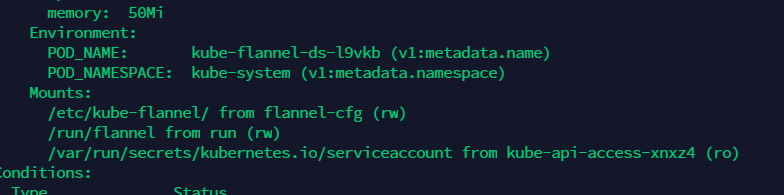 memory:  50Mi
Environment:
POD_NAME:       kube-flannel-ds-l9vkb (v1:metadata.name)
POD_NAMESPACE:  kube-system (v1:metadata.namespace)
Mounts:
/etc/kube-flannel/ from flannel-cfg (rw)
/run/flannel from run (rw)
/var/run/secrets/kubernetes.io/serviceaccount from kube-api-access-xnxz4 (ro)
Conditions:
Type              Status